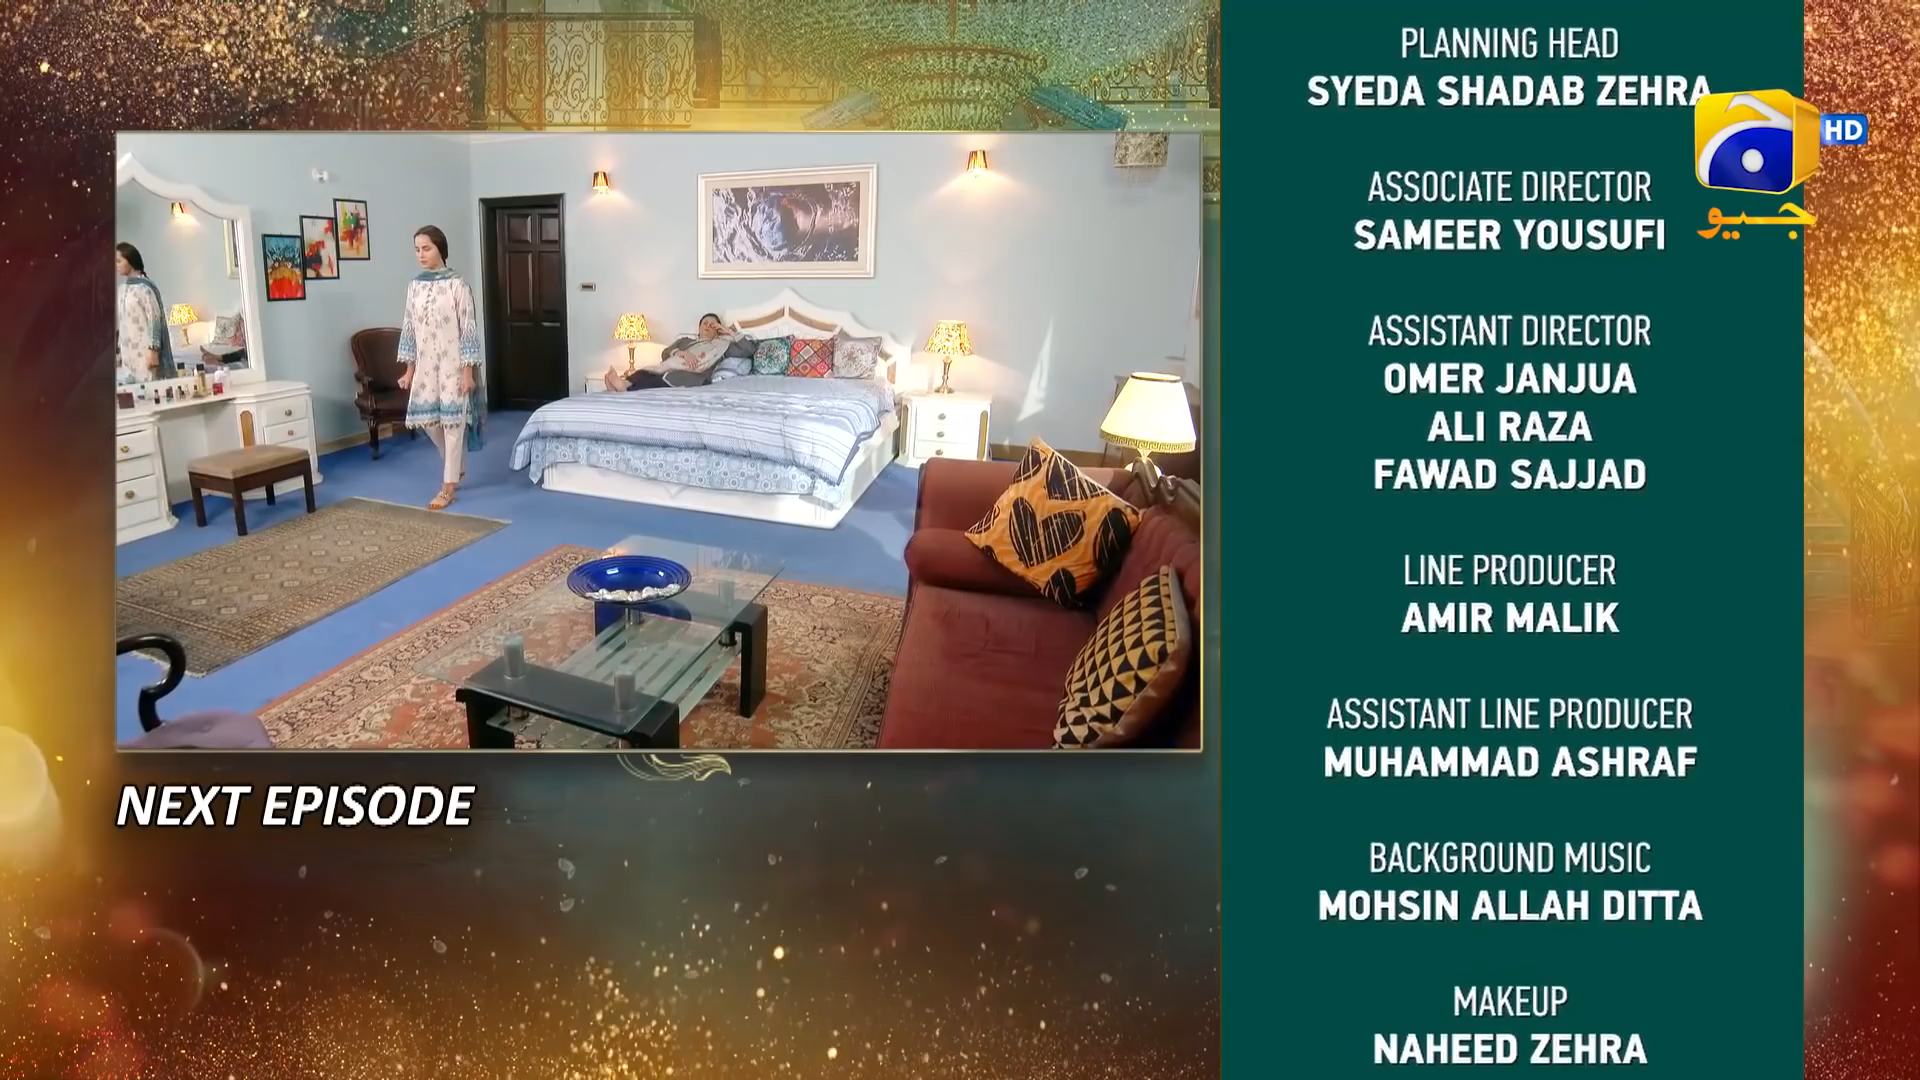 PLANNING HEAD
SYEDA SHADAB ZEHRA
HD
جیو
ASSOCIATE DIRECTOR
SAMEER YOUSUFI
ASSISTANT DIRECTOR
OMER JANJUA
ALI RAZA
FAWAD SAJJAD
LINE PRODUCER
AMIR MALIK
ASSISTANT LINE PRODUCER
MUHAMMAD ASHRAF
BACKGROUND MUSIC
MOHSIN ALLAH DITTA
MAKEUP
NAHEED ZEHRA
NEXT EPISODE